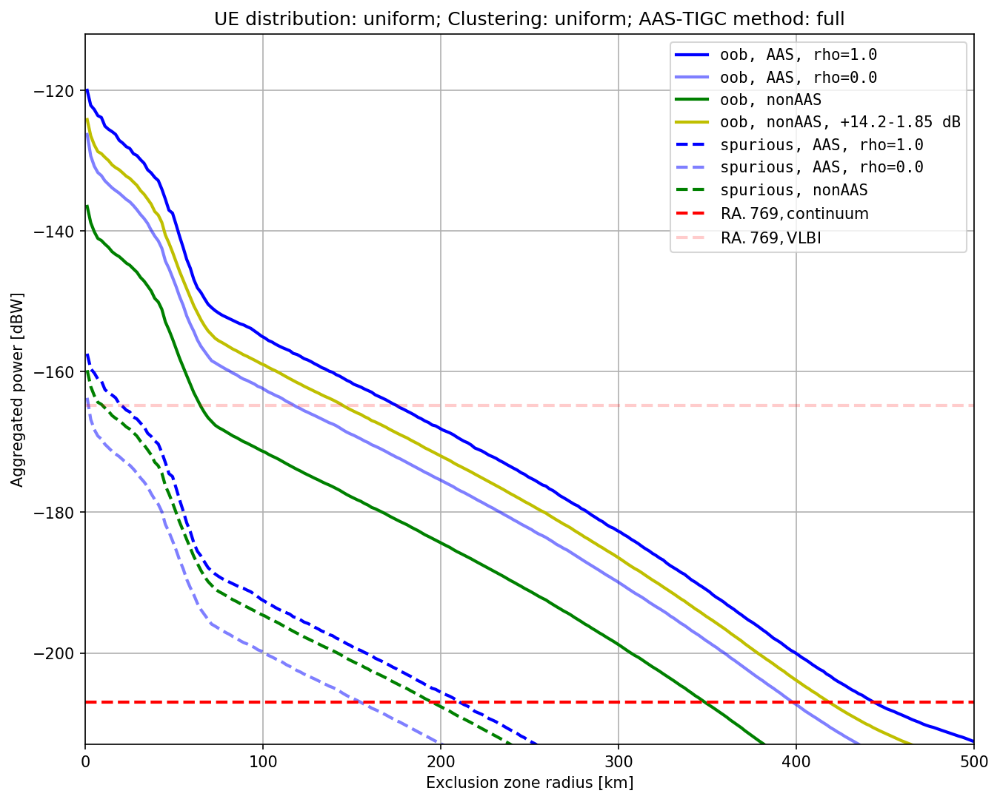 UE distribution: uniform; Clustering: uniform; AAS-TIGC method: full
oob, AAS, rho=1.0
oob, AAS, rho=0.0
oob, nonAAS
oob, nonAAS, +14.2-1.85 dB
spurious, AAS, rho=1.0
spurious, AAS, rho=0.0
spurious, nonAAS
RA.769,continuum
RA.769,VLBI
Aggregated power [dBW]
−120
−140
−160
−180
−200
0 100 200 300 400 500
Exclusion zone radius [km]